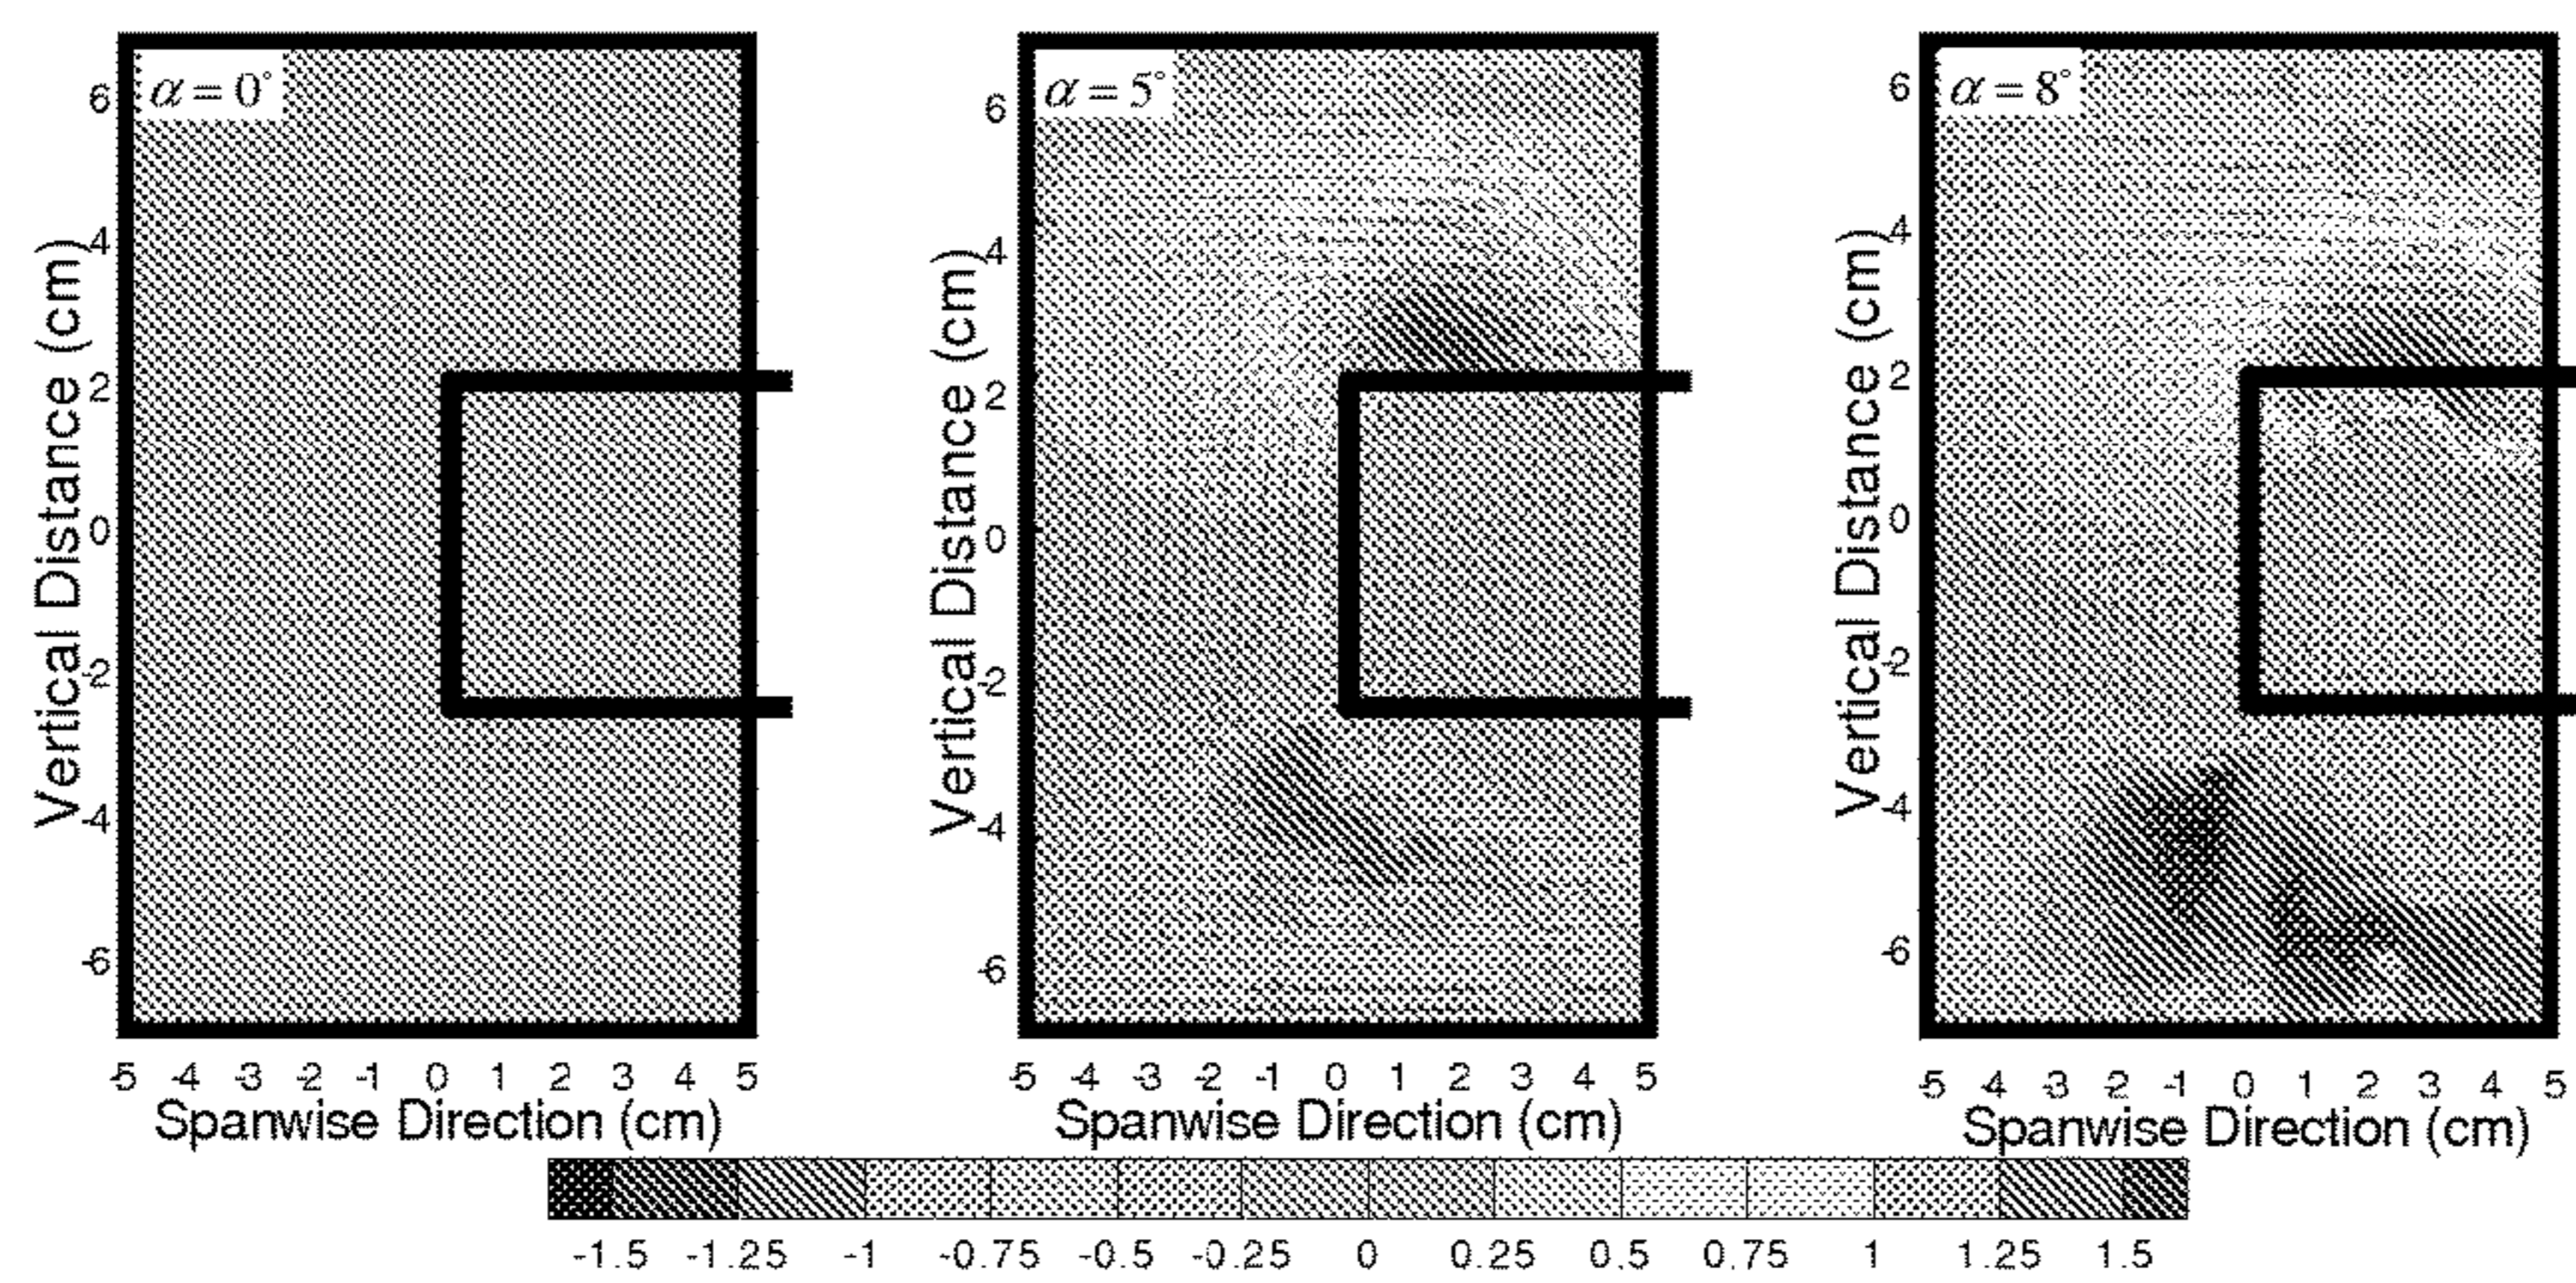 α = 0°
α = 5°
α = 8°
Vertical Distance (cm)
6
4
2
0
-2
-4
-6
Vertical Distance (cm)
6
4
2
0
-2
-4
-6
Vertical Distance (cm)
6
4
2
0
-2
-4
-6
-5 -4 -3 -2 -1 0 1 2 3 4 5
Spanwise Direction (cm)
-5 -4 -3 -2 -1 0 1 2 3 4 5
Spanwise Direction (cm)
-5 -4 -3 -2 -1 0 1 2 3 4 5
Spanwise Direction (cm)
-1.5 -1.25 -1 -0.75 -0.5 -0.25 0 0.25 0.5 0.75 1 1.25 1.5